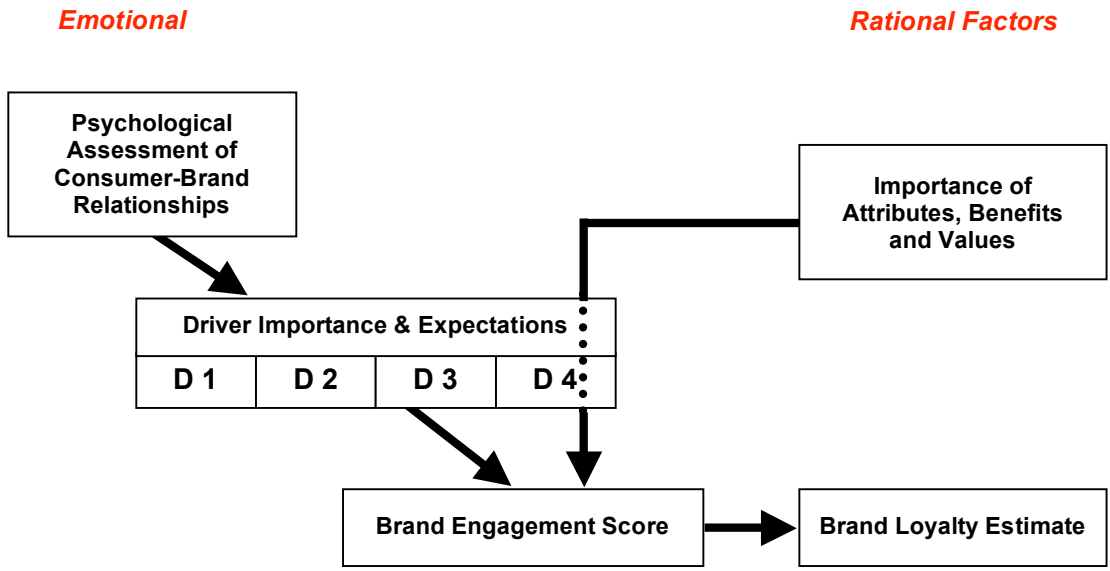 Emotional
Rational Factors
Psychological
Assessment of
Consumer-Brand
Relationships
Importance of
Attributes, Benefits
and Values
Driver Importance & Expectations
D 1
D 2
D 3
D 4
Brand Engagement Score
Brand Loyalty Estimate